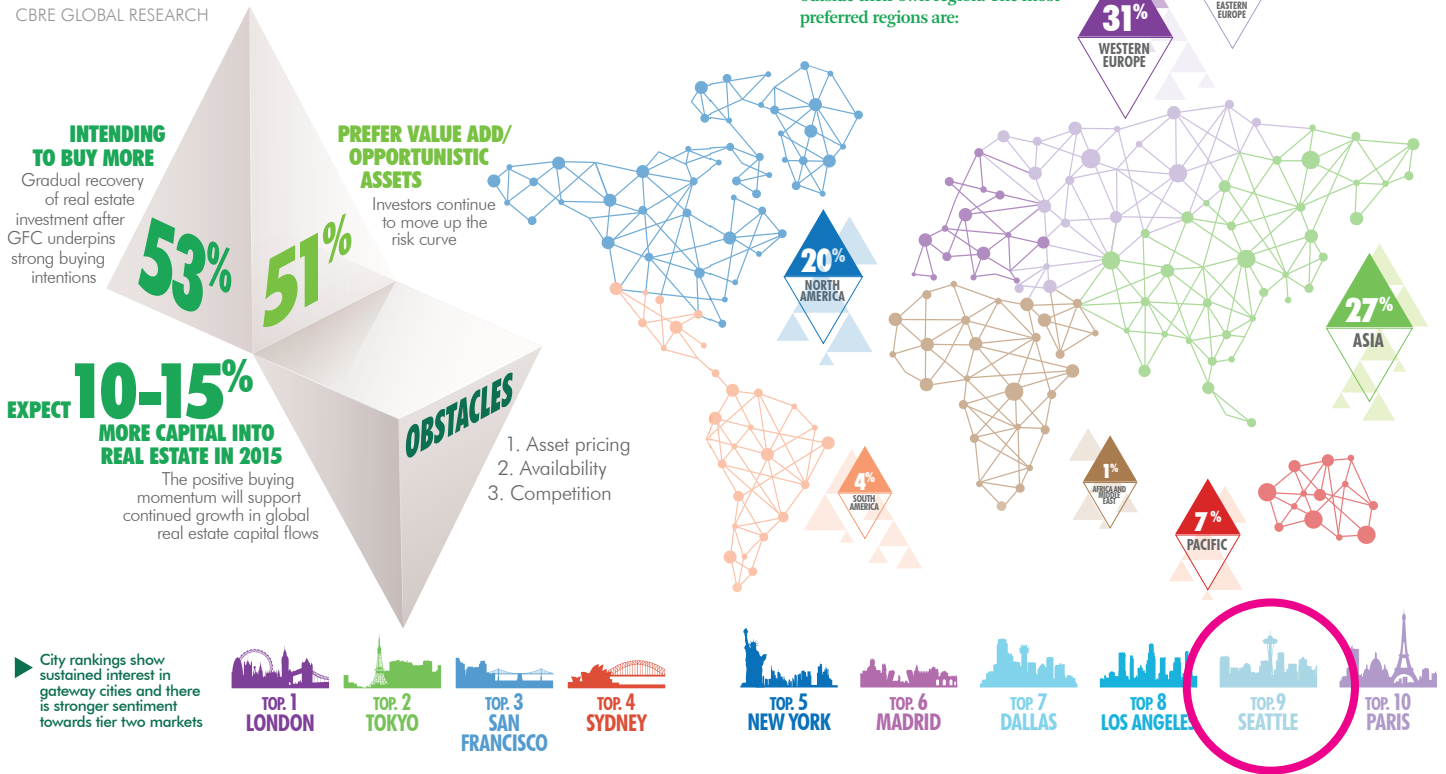 CBRE GLOBAL RESEARCH
preferred regions are:
31%
WESTERN
EUROPE
EASTERN
EUROPE
INTENDING
TO BUY MORE
Gradual recovery
of real estate
investment after
GFC underpins
strong buying
intentions
53%
51%
PREFER VALUE ADD/
OPPORTUNISTIC
ASSETS
Investors continue
to move up the
risk curve
20%
NORTH
AMERICA
27%
ASIA
EXPECT 10-15%
MORE CAPITAL INTO
REAL ESTATE IN 2015
The positive buying
momentum will support
continued growth in global
real estate capital flows
OBSTACLES
1. Asset pricing
2. Availability
3. Competition
4%
SOUTH
AMERICA
1%
AFRICA AND
MIDDLE
EAST
7%
PACIFIC
City rankings show
sustained interest in
gateway cities and there
is stronger sentiment
towards tier two markets
TOP. 1
LONDON
TOP. 2
TOKYO
TOP. 3
SAN
FRANCISCO
TOP. 4
SYDNEY
TOP. 5
NEW YORK
TOP. 6
MADRID
TOP. 7
DALLAS
TOP. 8
LOS ANGELES
TOP. 9
SEATTLE
TOP. 10
PARIS